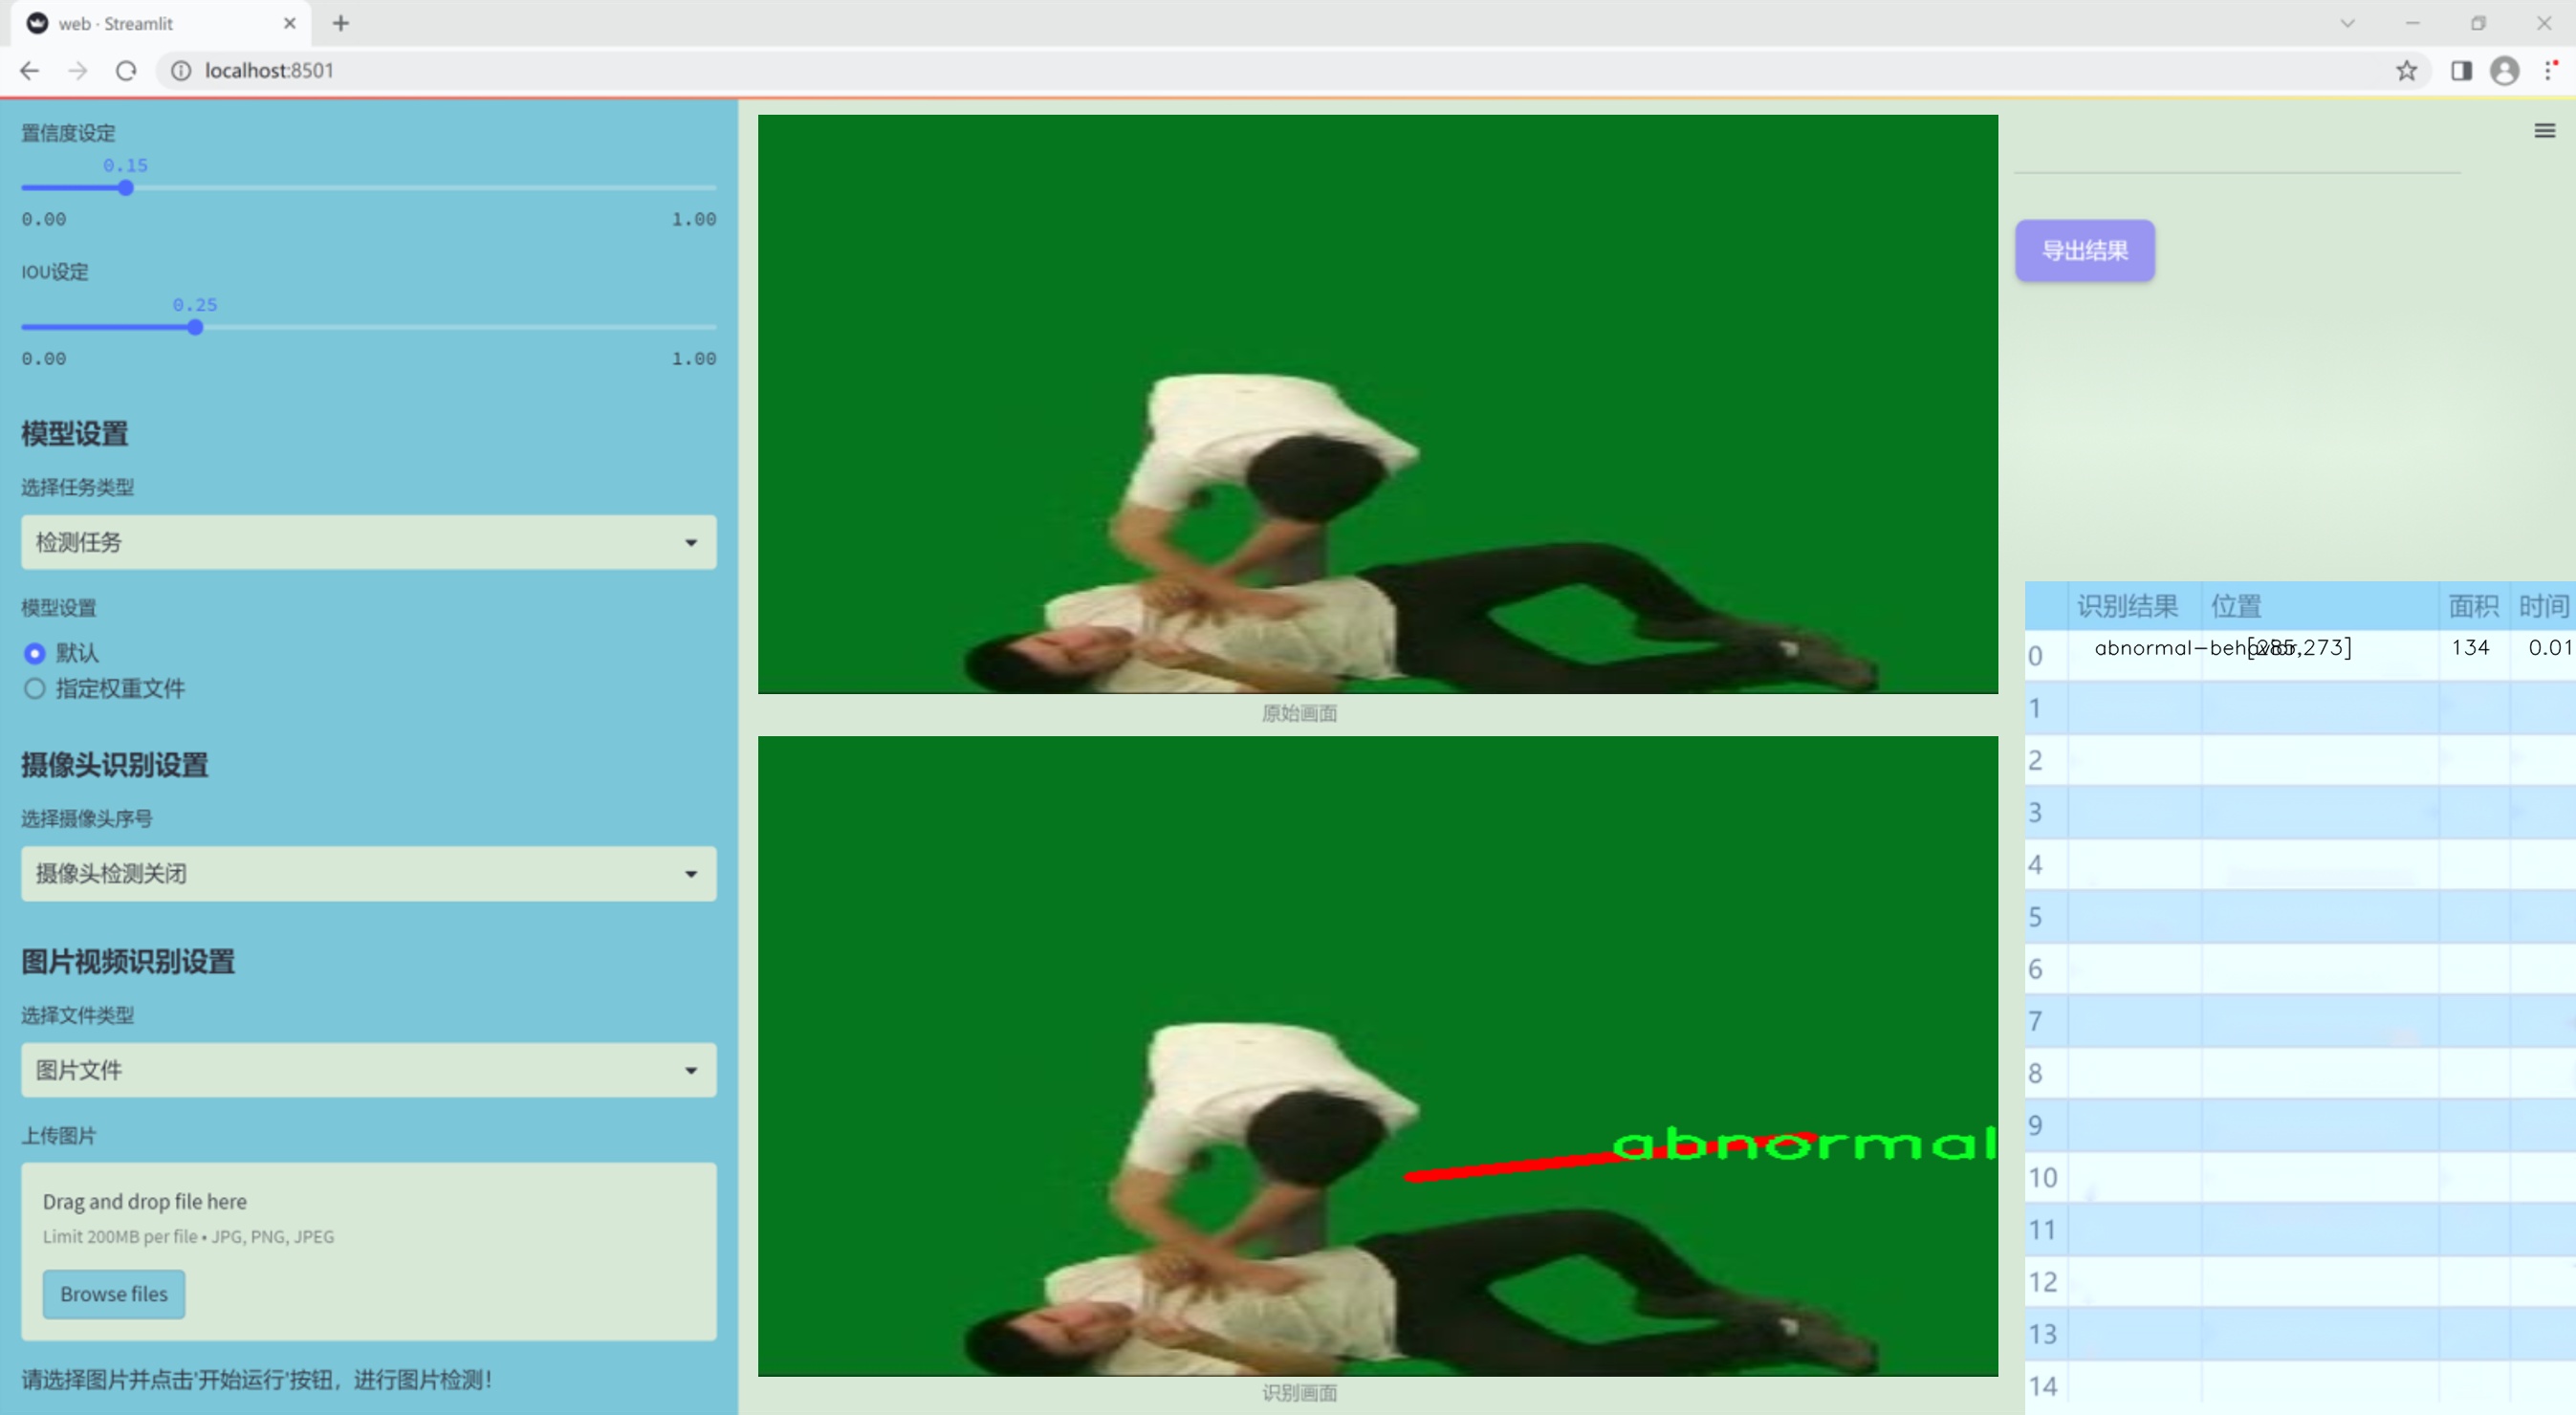 web · Streamlit
localhost:8501
置信度设定
0.15
0.00 1.00
IOU设定
0.25
0.00 1.00
模型设置
选择任务类型
检测任务
模型设置
默认
指定权重文件
摄像头识别设置
选择摄像头序号
摄像头检测关闭
图片视频识别设置
选择文件类型
图片文件
上传图片
Drag and drop file here
Limit 200MB per file • JPG, PNG, JPEG
Browse files
请选择图片并点击'开始运行'按钮，进行图片检测!
原始画面
abnormal
识别画面
导出结果
识别结果 位置 面积 时间
0 273] 134 0.01
1
2
3
4
5
6
7
8
9
10
11
12
13
14